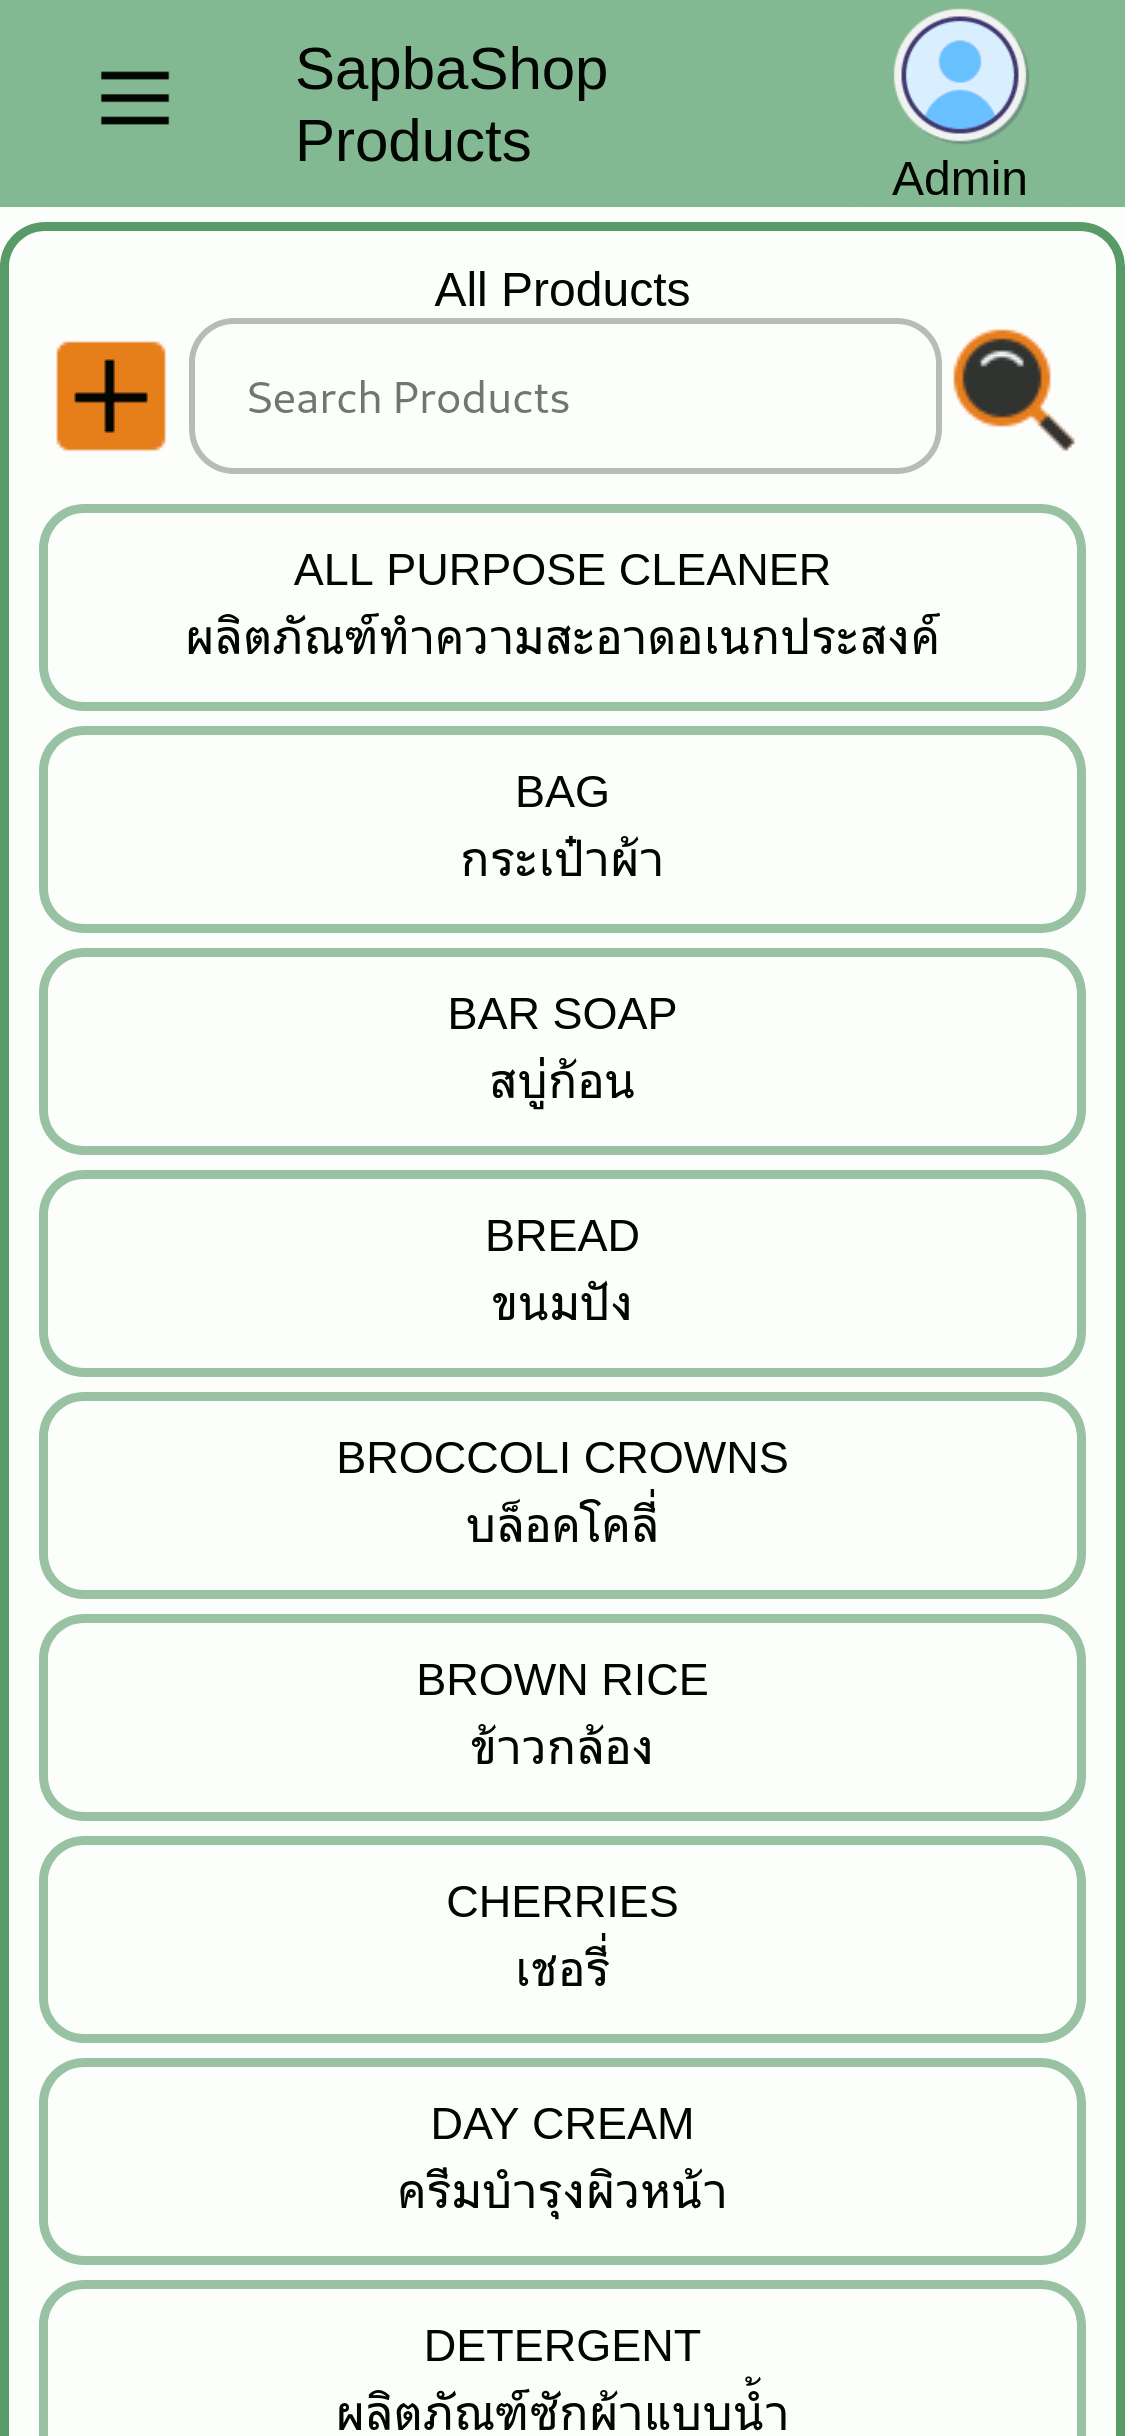 SapbaShop
Products
Admin
All Products
Search Products
ALL PURPOSE CLEANER
ผลิตภัณฑ์ทำความสะอาดอเนกประสงค์
BAG
กระเป๋าผ้า
BAR SOAP
สบู่ก้อน
BREAD
ขนมปัง
BROCCOLI CROWNS
บล็อคโคลี่
BROWN RICE
ข้าวกล้อง
CHERRIES
เชอรี่
DAY CREAM
ครีมบำรุงผิวหน้า
DETERGENT
ผลิตภัณฑ์ซักผ้าแบบน้ำ